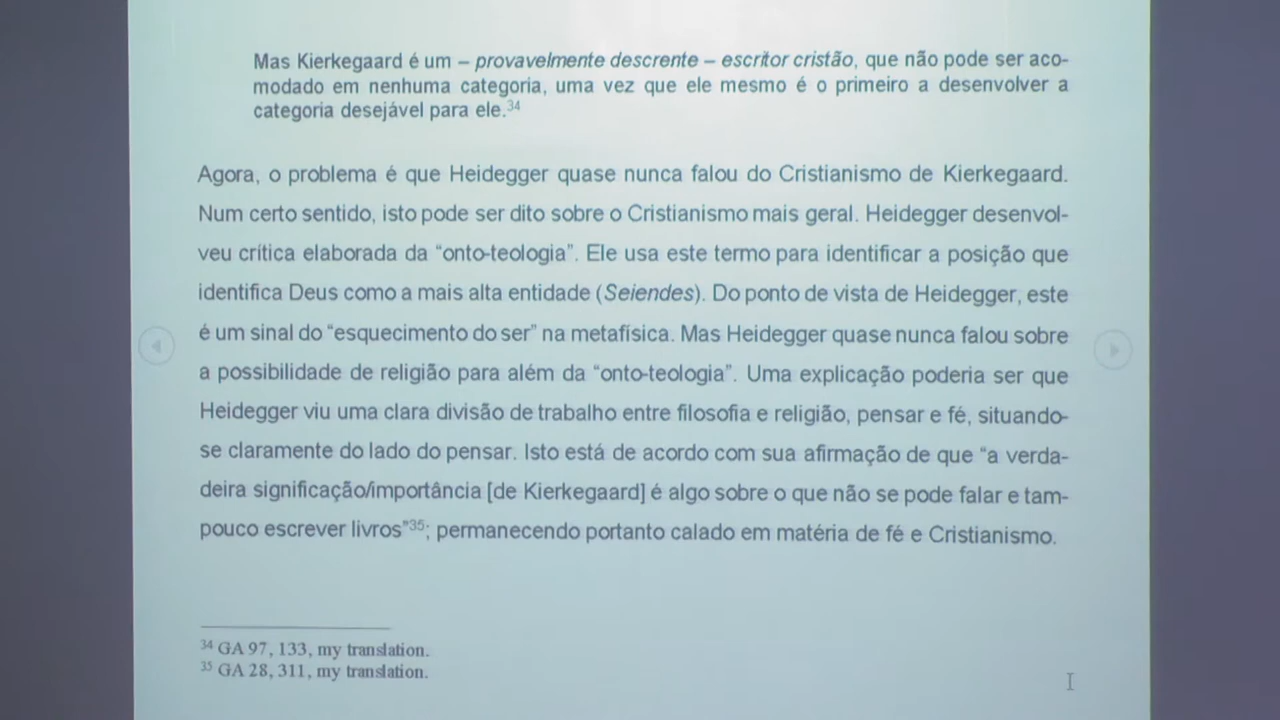 Mas Kierkegaard é um – provavelmente descrente – escritor cristão, que não pode ser aco-
modado em nenhuma categoria, uma vez que ele mesmo é o primeiro a desenvolver a
categoria desejável para ele.34
Agora, o problema é que Heidegger quase nunca falou do Cristianismo de Kierkegaard.
Num certo sentido, isto pode ser dito sobre o Cristianismo mais geral. Heidegger desenvol-
veu crítica elaborada da “onto-teologia”. Ele usa este termo para identificar a posição que
identifica Deus como a mais alta entidade (Seiendes). Do ponto de vista de Heidegger, este
é um sinal do “esquecimento do ser” na metafísica. Mas Heidegger quase nunca falou sobre
a possibilidade de religião para além da “onto-teologia”. Uma explicação poderia ser que
Heidegger viu uma clara divisão de trabalho entre filosofia e religião, pensar e fé, situando-
se claramente do lado do pensar. Isto está de acordo com sua afirmação de que “a verda-
deira significação/importância [de Kierkegaard] é algo sobre o que não se pode falar e tam-
pouco escrever livros”35; permanecendo portanto calado em matéria de fé e Cristianismo.
34 GA 97, 133, my translation.
35 GA 28, 311, my translation.